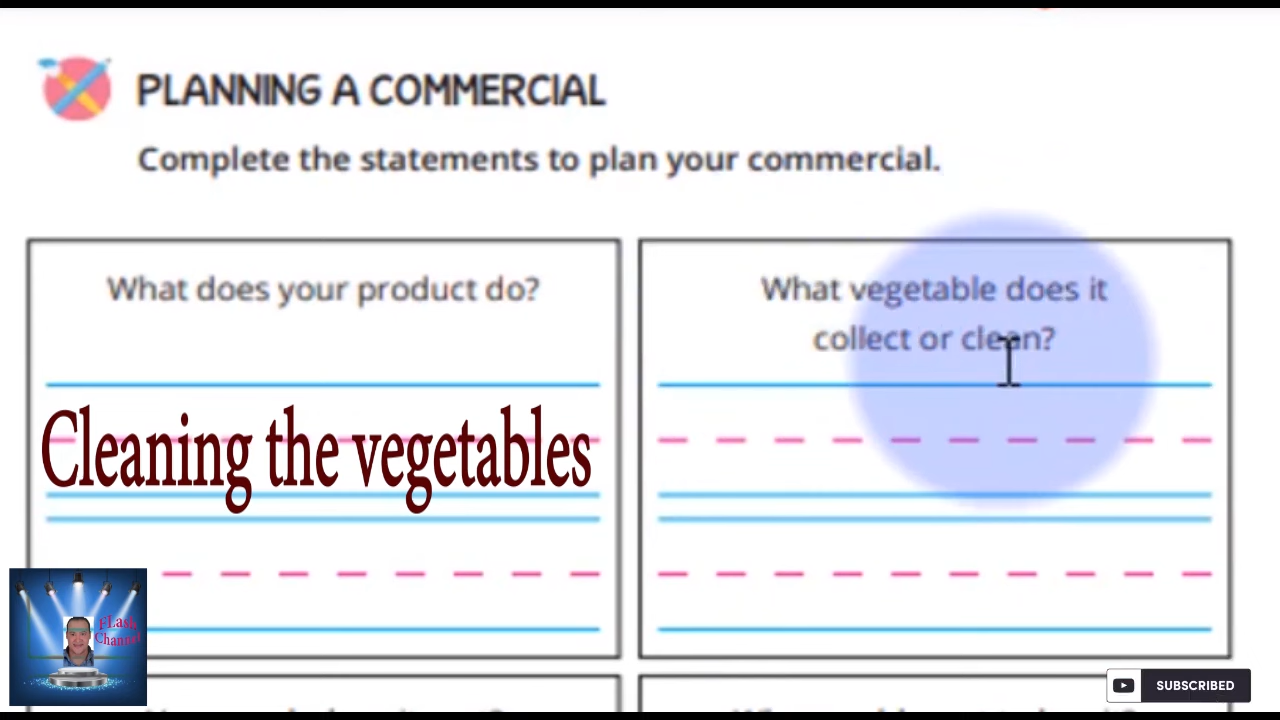 PLANNING A COMMERCIAL
Complete the statements to plan your commercial.
What does your product do?
Cleaning the vegetables
What vegetable does it
collect or clean?
FLash
Channel
SUBSCRIBED